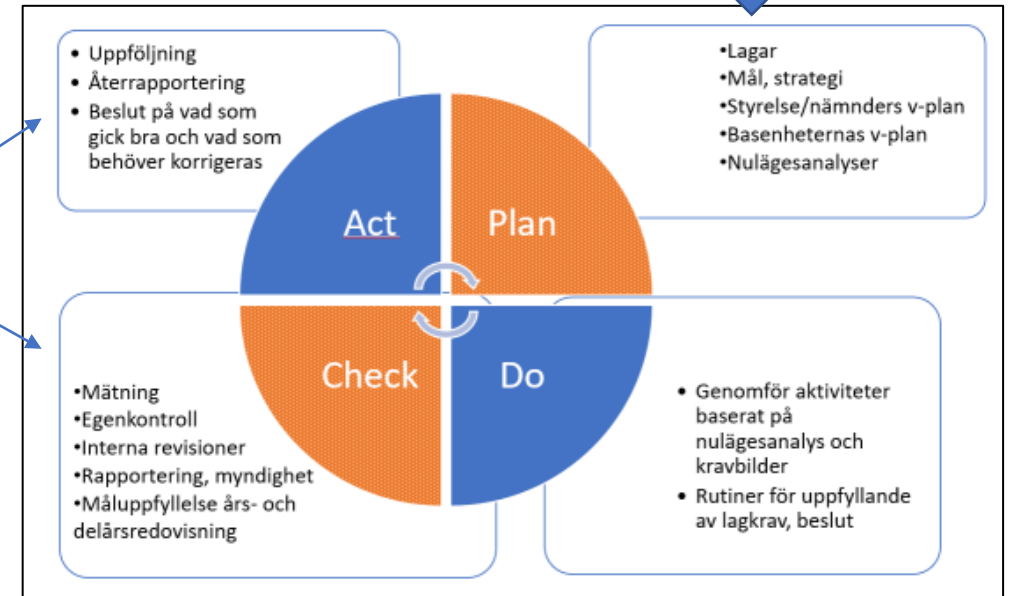 • Uppföljning
• Återrapportering
• Beslut på vad som
gick bra och vad som
behöver korrigeras
•Lagar
•Mål, strategi
•Styrelse/nämnders v-plan
•Basenheternas v-plan
•Nulägesanalyser
Act
Plan
Check
Do
•Mätning
•Egenkontroll
•Interna revisioner
•Rapportering, myndighet
•Måluppfyllelse års- och
delårsredovisning
• Genomför aktiviteter
baserat på
nulägesanalys och
kravbilder
• Rutiner för uppfyllande
av lagkrav, beslut